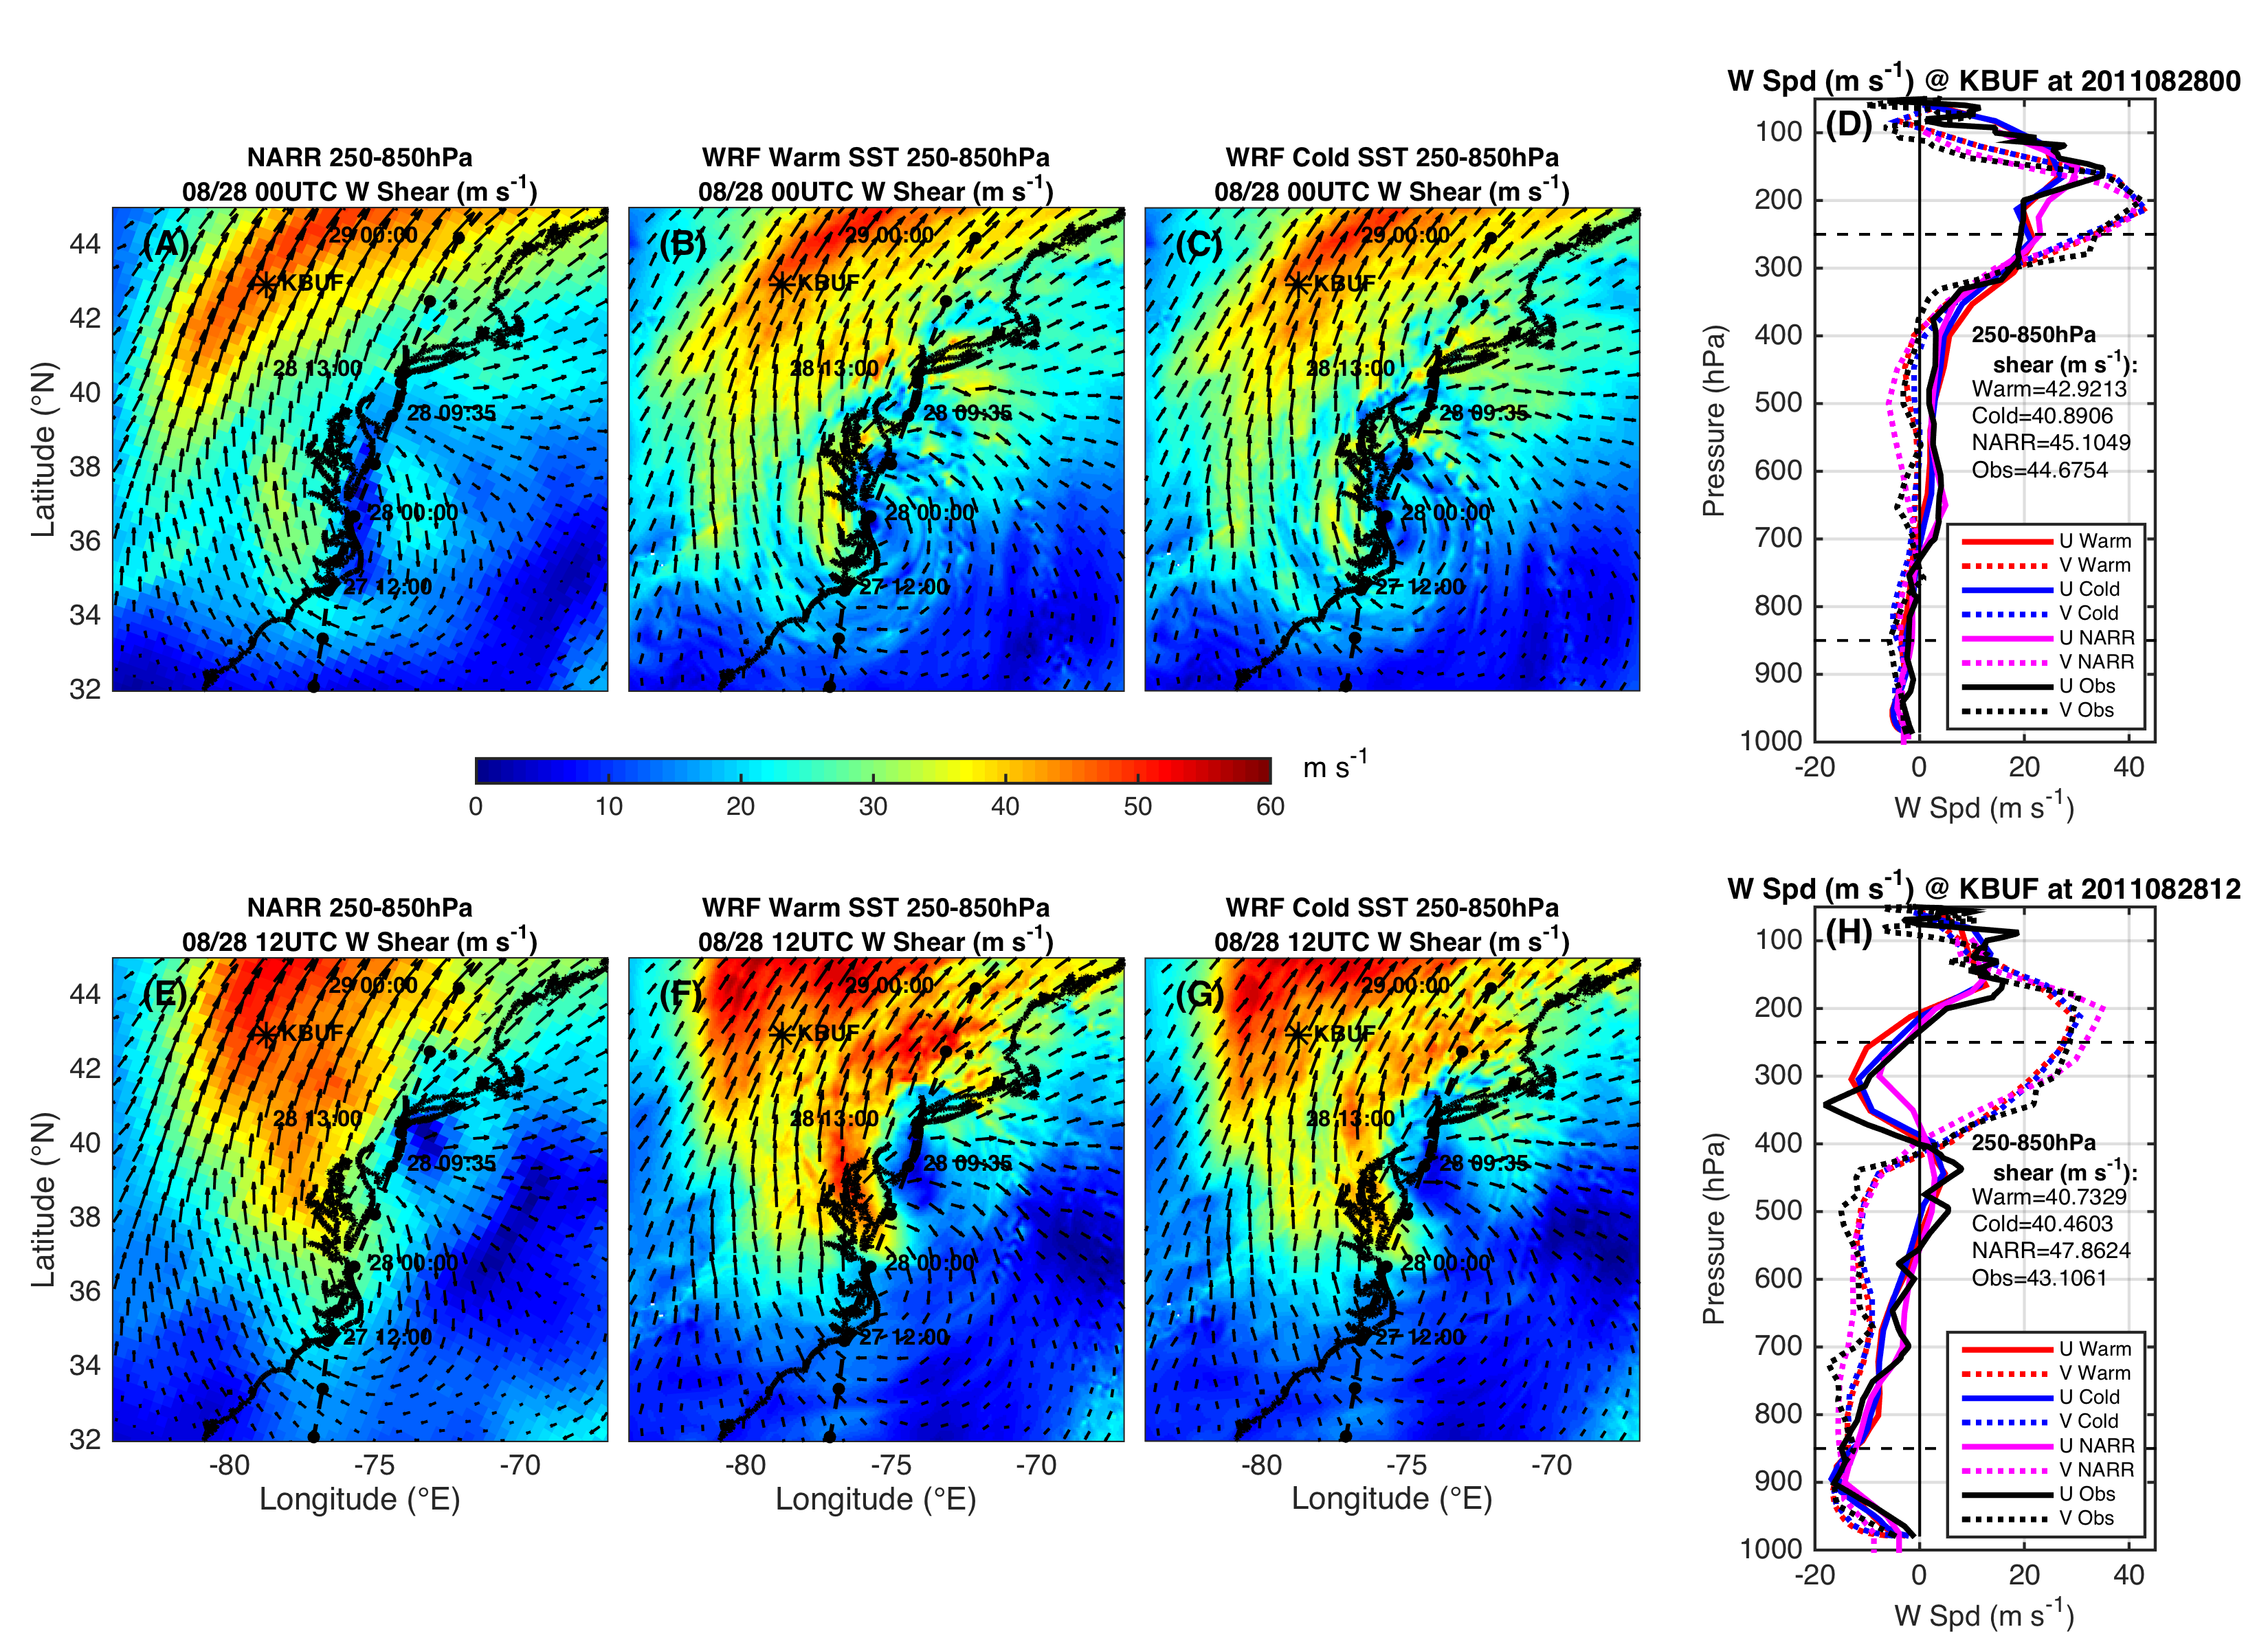 NARR 250-850hPa
08/28 00UTC W Shear (m s-1)
WRF Warm SST 250-850hPa
08/28 00UTC W Shear (m s-1)
WRF Cold SST 250-850hPa
08/28 00UTC W Shear (m s-1)
W Spd (m s-1) @ KBUF at 2011082800
Latitude (°N)
44
42
40
38
36
34
32
(A)
29 00:00
KBUF
28 13:00
28 09:35
28 00:00
27 12:00
(B)
29 00:00
KBUF
28 13:00
28 09:35
28 00:00
27 12:00
(C)
29 00:00
KBUF
28 13:00
28 09:35
28 00:00
27 12:00
(D)
Pressure (hPa)
100
200
300
400
500
600
700
800
900
1000
250-850hPa
shear (m s-1):
Warm=42.9213
Cold=40.8906
NARR=45.1049
Obs=44.6754
U Warm
V Warm
U Cold
V Cold
U NARR
V NARR
U Obs
V Obs
-20
0
20
40
W Spd (m s-1)
m s-1
0
10
20
30
40
50
60
NARR 250-850hPa
08/28 12UTC W Shear (m s-1)
WRF Warm SST 250-850hPa
08/28 12UTC W Shear (m s-1)
WRF Cold SST 250-850hPa
08/28 12UTC W Shear (m s-1)
W Spd (m s-1) @ KBUF at 2011082812
Latitude (°N)
44
42
40
38
36
34
32
(E)
29 00:00
KBUF
28 13:00
28 09:35
28 00:00
27 12:00
-80
-75
-70
Longitude (°E)
(F)
29 00:00
KBUF
28 13:00
28 09:35
28 00:00
27 12:00
-80
-75
-70
Longitude (°E)
(G)
29 00:00
KBUF
28 13:00
28 09:35
28 00:00
27 12:00
-80
-75
-70
Longitude (°E)
(H)
Pressure (hPa)
100
200
300
400
500
600
700
800
900
1000
250-850hPa
shear (m s-1):
Warm=40.7329
Cold=40.4603
NARR=47.8624
Obs=43.1061
U Warm
V Warm
U Cold
V Cold
U NARR
V NARR
U Obs
V Obs
-20
0
20
40
W Spd (m s-1)